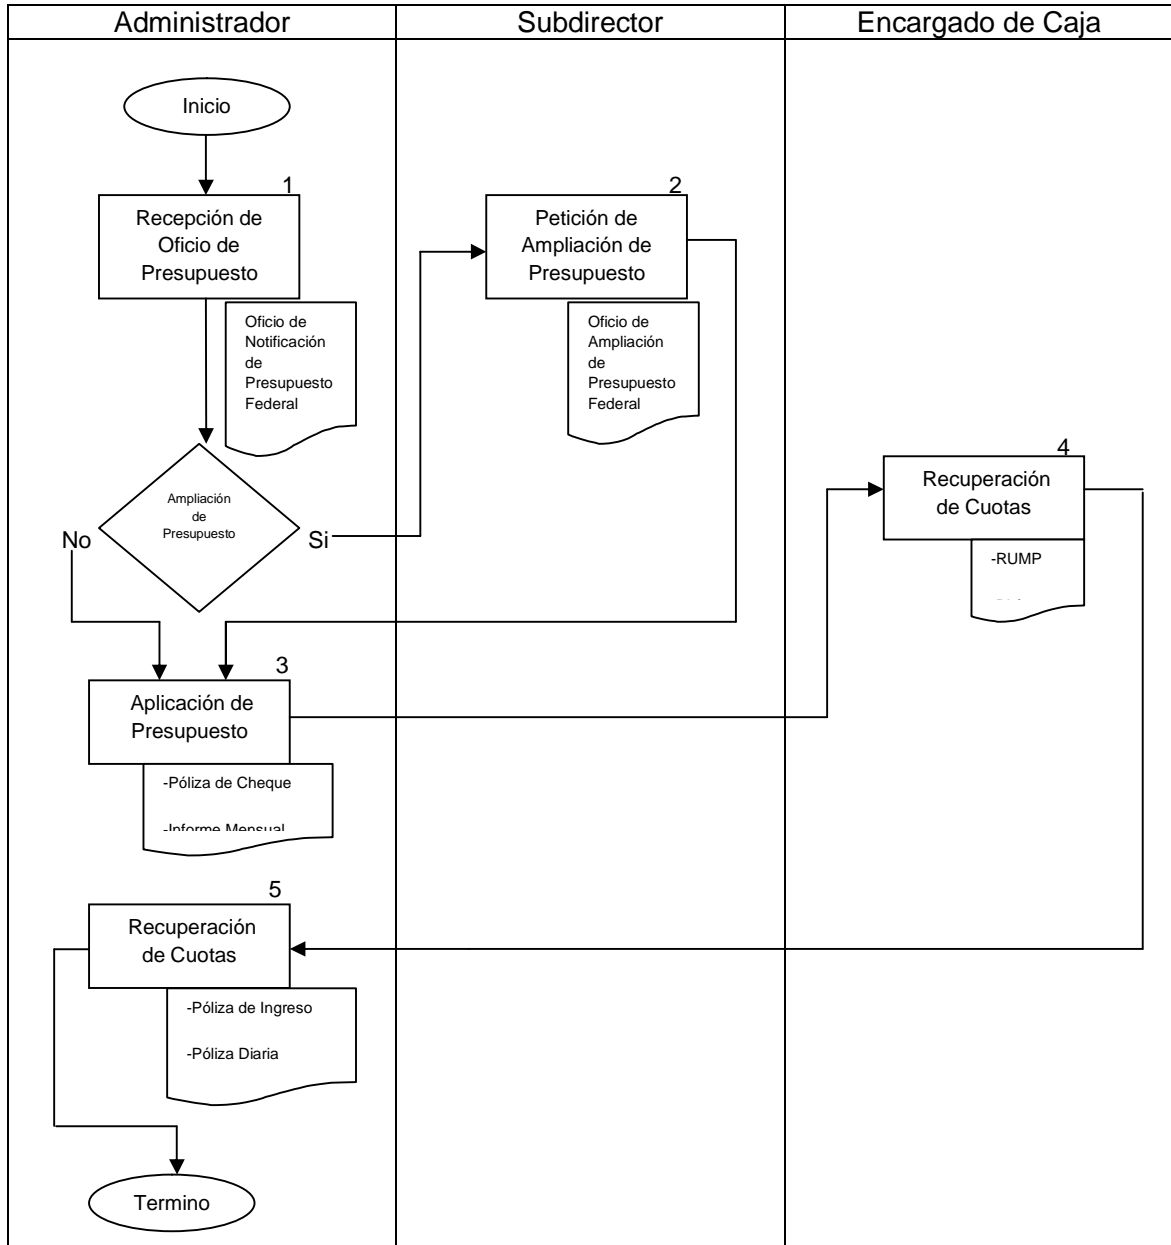 Administrador
Subdirector
Encargado de Caja
Inicio
1
Recepción de
Oficio de
Presupuesto
Oficio de
Notificación
de
Presupuesto
Federal
2
Petición de
Ampliación de
Presupuesto
Oficio de
Ampliación
de
Presupuesto
Federal
Ampliación
de
Presupuesto
No
Si
3
Aplicación de
Presupuesto
-Póliza de Cheque
-Informe Mensual
4
Recuperación
de Cuotas
-RUMP
5
Recuperación
de Cuotas
-Póliza de Ingreso
-Póliza Diaria
Termino